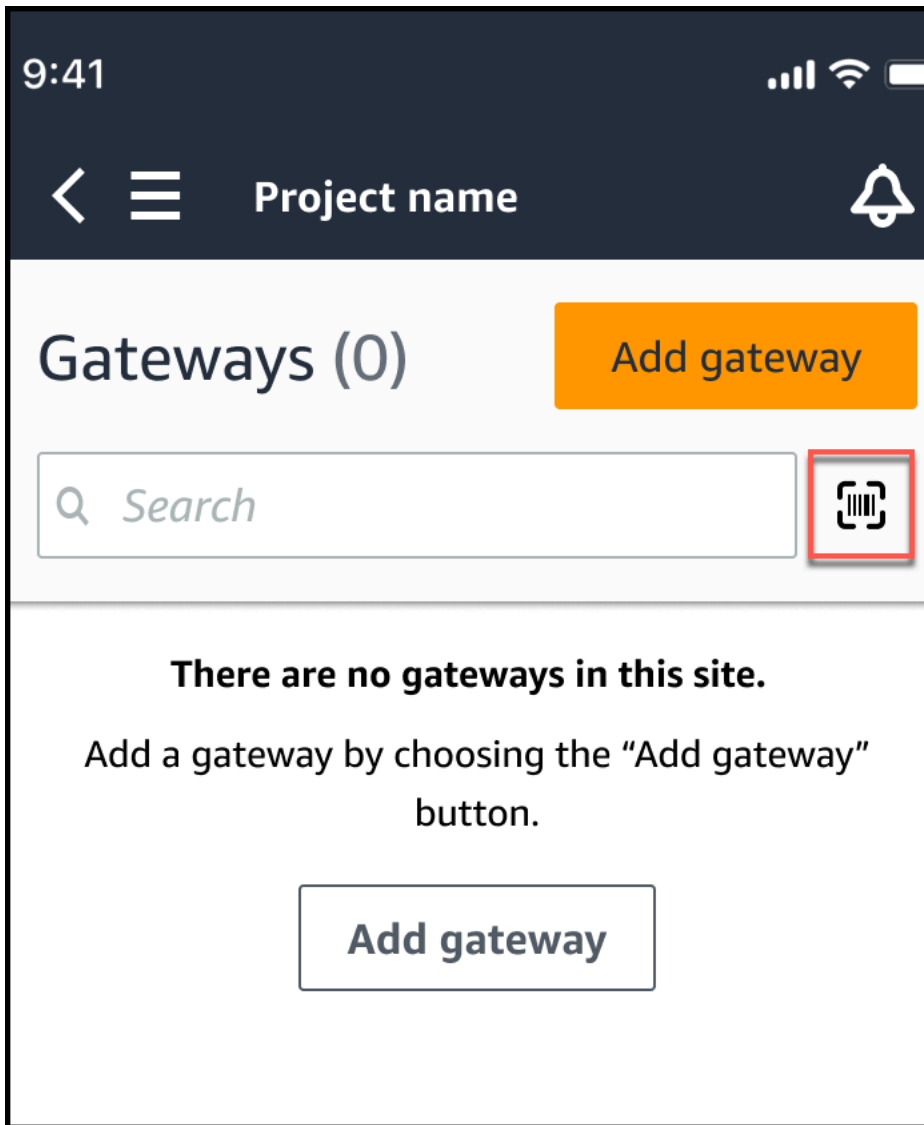 9:41
Project name
Gateways (0)
Add gateway
Search
There are no gateways in this site.
Add a gateway by choosing the “Add gateway”
button.
Add gateway